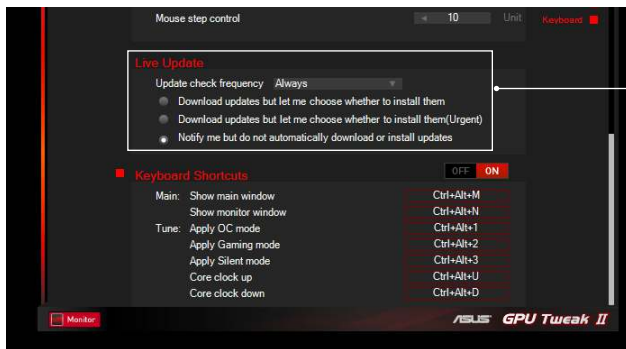 Mouse step control 10 Unit Keyboard
Live Update
Update check frequency Always
Download updates but let me choose whether to install them
Download updates but let me choose whether to install them(Urgent)
Notify me but do not automatically download or install updates
Keyboard Shortcuts OFF ON
Main: Show main window Ctrl+Alt+M
Show monitor window Ctrl+Alt+N
Tune: Apply OC mode Ctrl+Alt+1
Apply Gaming mode Ctrl+Alt+2
Apply Silent mode Ctrl+Alt+3
Core clock up Ctrl+Alt+U
Core clock down Ctrl+Alt+D
Monitor ASUS GPU Tweak II